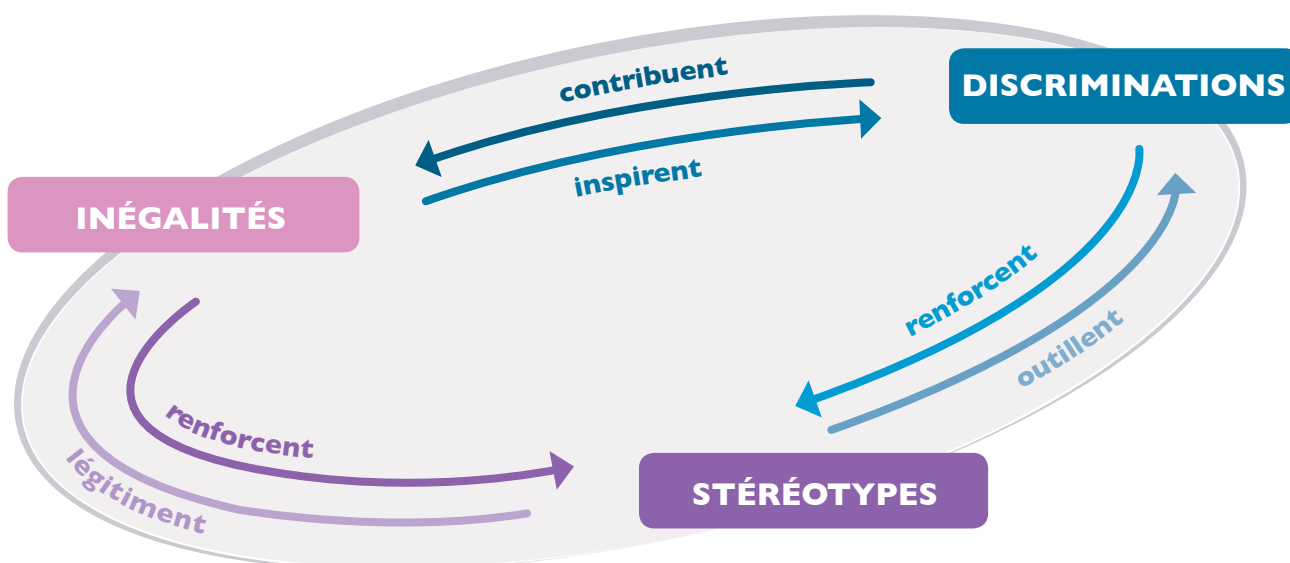 contribuent
DISCRIMINATIONS
inspirent
INÉGALITÉS
renforcent
outillent
renforcent
légitiment
STÉRÉOTYPES